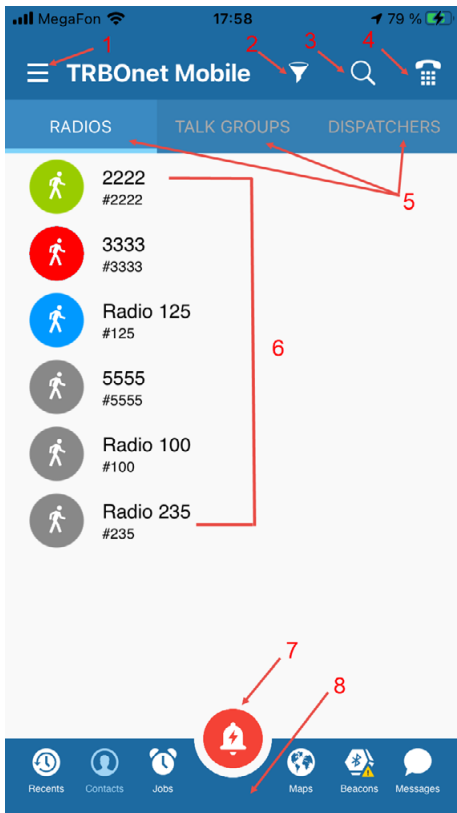 MegaFon 17:58 79 %
1 2 3 4
TRBOnet Mobile
RADIOS TALK GROUPS DISPATCHERS
5
2222
#2222
3333
#3333
Radio 125
#125
6
5555
#5555
Radio 100
#100
Radio 235
#235
7
8
Recents Contacts Jobs Maps Beacons Messages